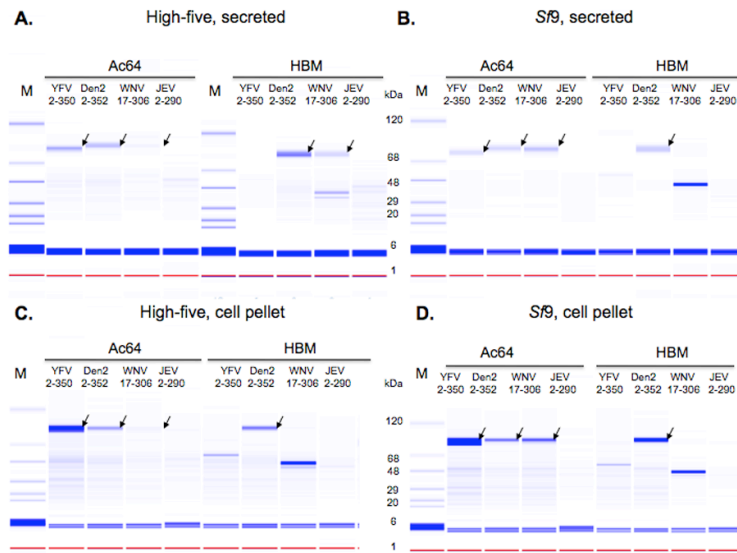 A. High-five, secreted
Ac64 HBM
M YFV Den2 WNV JEV YFV Den2 WNV JEV
2-350 2-352 17-306 2-290 M 2-350 2-352 17-306 2-290
B. Sf9, secreted
Ac64 HBM
M YFV Den2 WNV JEV YFV Den2 WNV JEV
2-350 2-352 17-306 2-290 2-350 2-352 17-306 2-290
kDa
120
68
48
29
20
6
1
C. High-five, cell pellet
Ac64 HBM
M YFV Den2 WNV JEV YFV Den2 WNV JEV
2-350 2-352 17-306 2-290 2-350 2-352 17-306 2-290
D. Sf9, cell pellet
Ac64 HBM
M YFV Den2 WNV JEV YFV Den2 WNV JEV
2-350 2-352 17-306 2-290 2-350 2-352 17-306 2-290
kDa
120
68
48
29
20
6
1